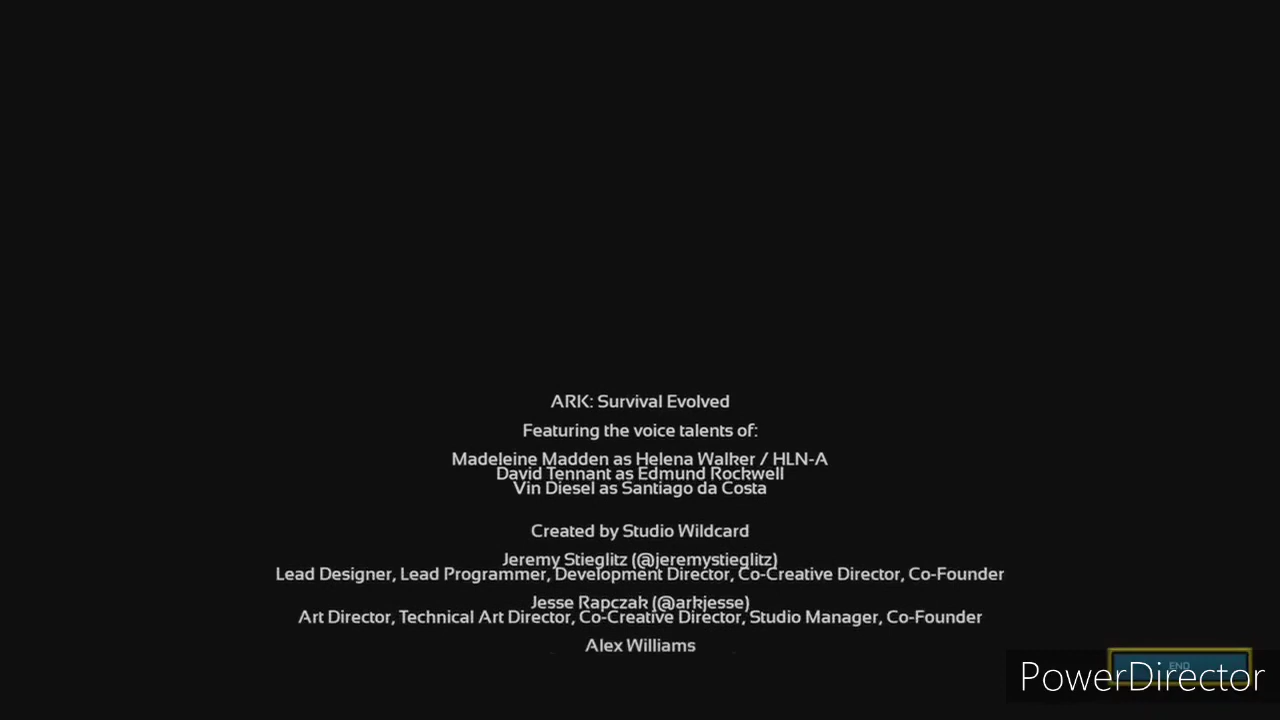 ARK: Survival Evolved
Featuring the voice talents of:
Madeleine Madden as Helena Walker / HLN-A
David Tennant as Edmund Rockwell
Vin Diesel as Santiago da Costa
Created by Studio Wildcard
Jeremy Stieglitz (@jeremystieglitz)
Lead Designer, Lead Programmer, Development Director, Co-Creative Director, Co-Founder
Jesse Rapczak (@arkjesse)
Art Director, Technical Art Director, Co-Creative Director, Studio Manager, Co-Founder
Alex Williams
END
PowerDirector